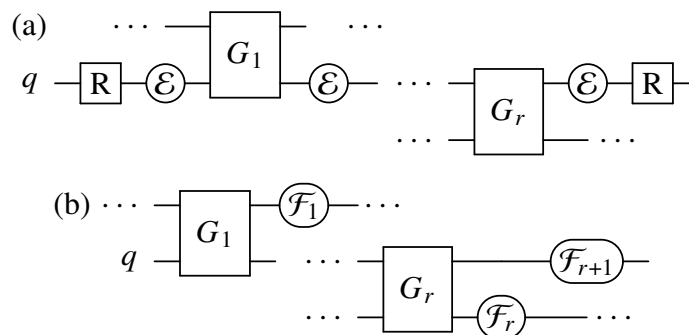 (a) ⋯ G₁ ⋯
q R ℰ ℰ ⋯ G_r ℰ R
⋯ ⋯
(b) ⋯ G₁ ℱ₁ ⋯
q ⋯ G_r ℱ_{r+1}
⋯ ℱ_r ⋯